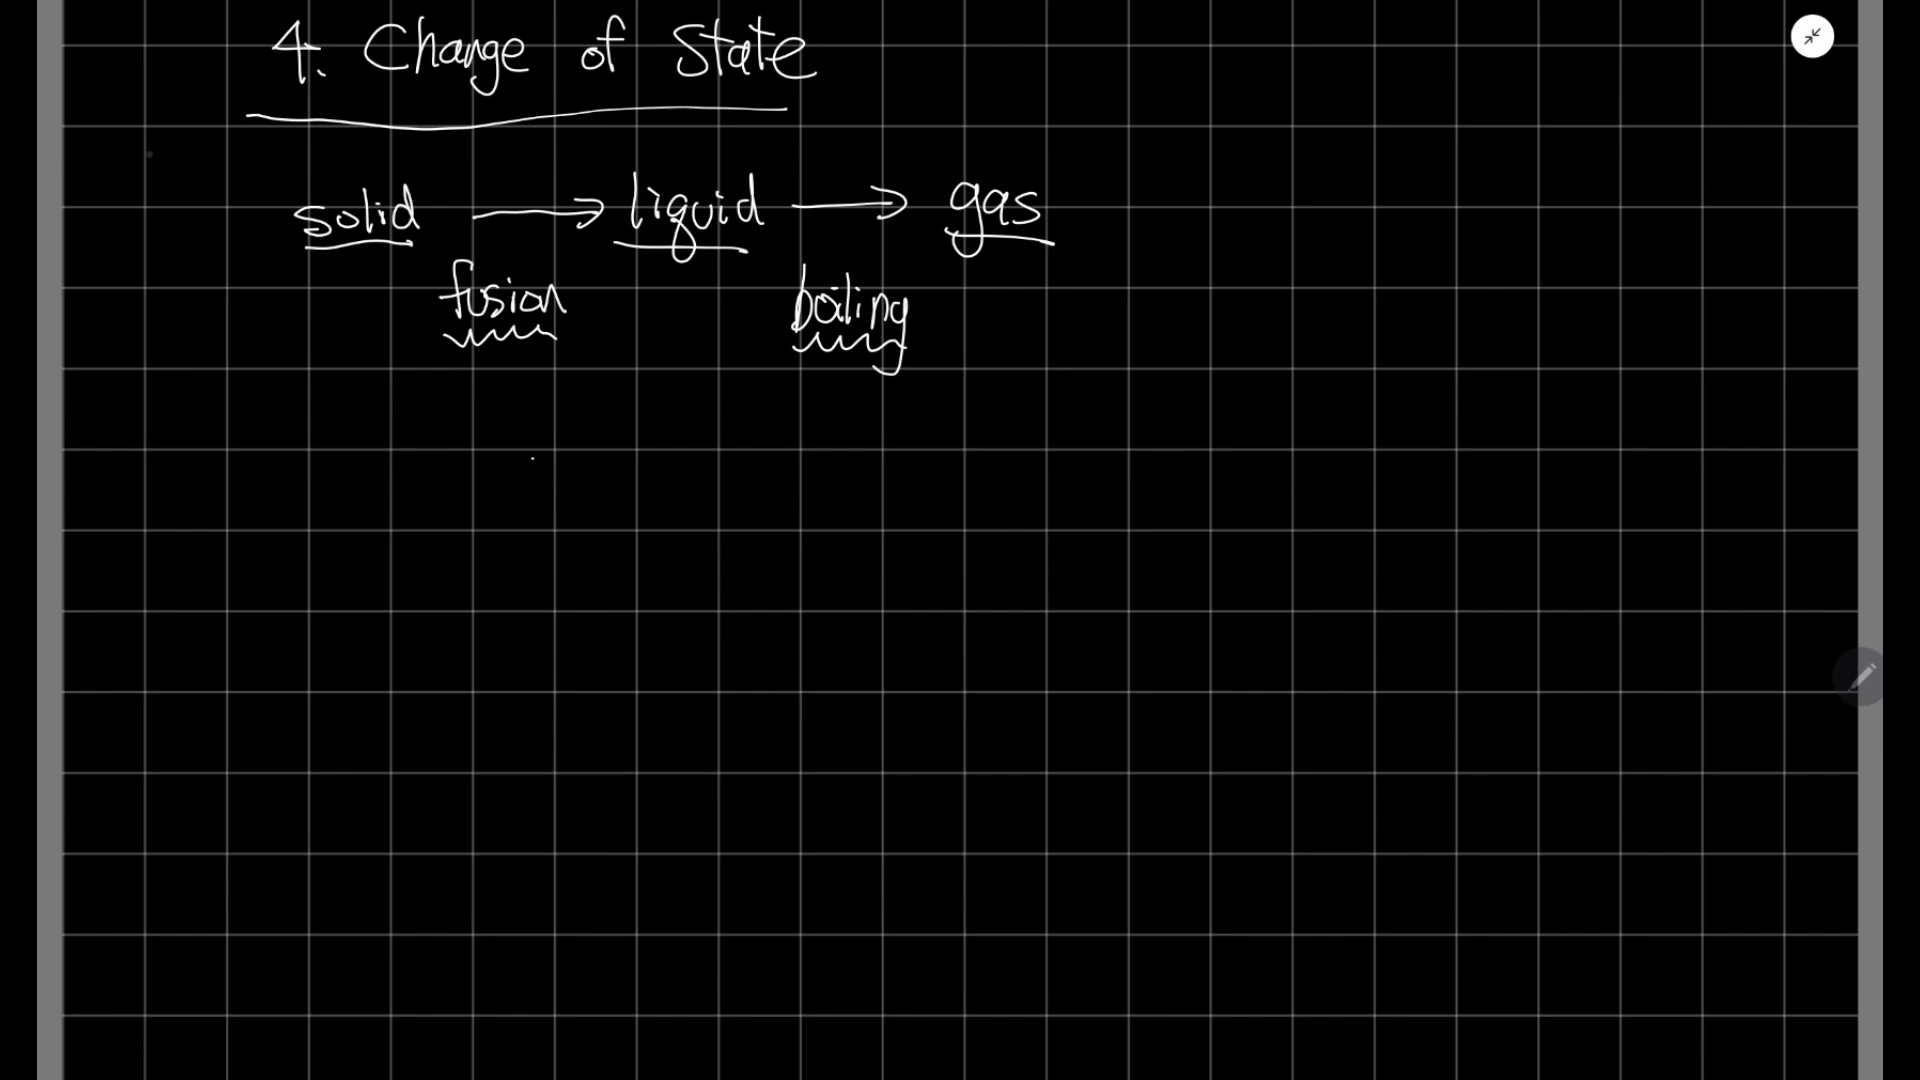 4. Change of State
solid → liquid → gas
fusion boiling